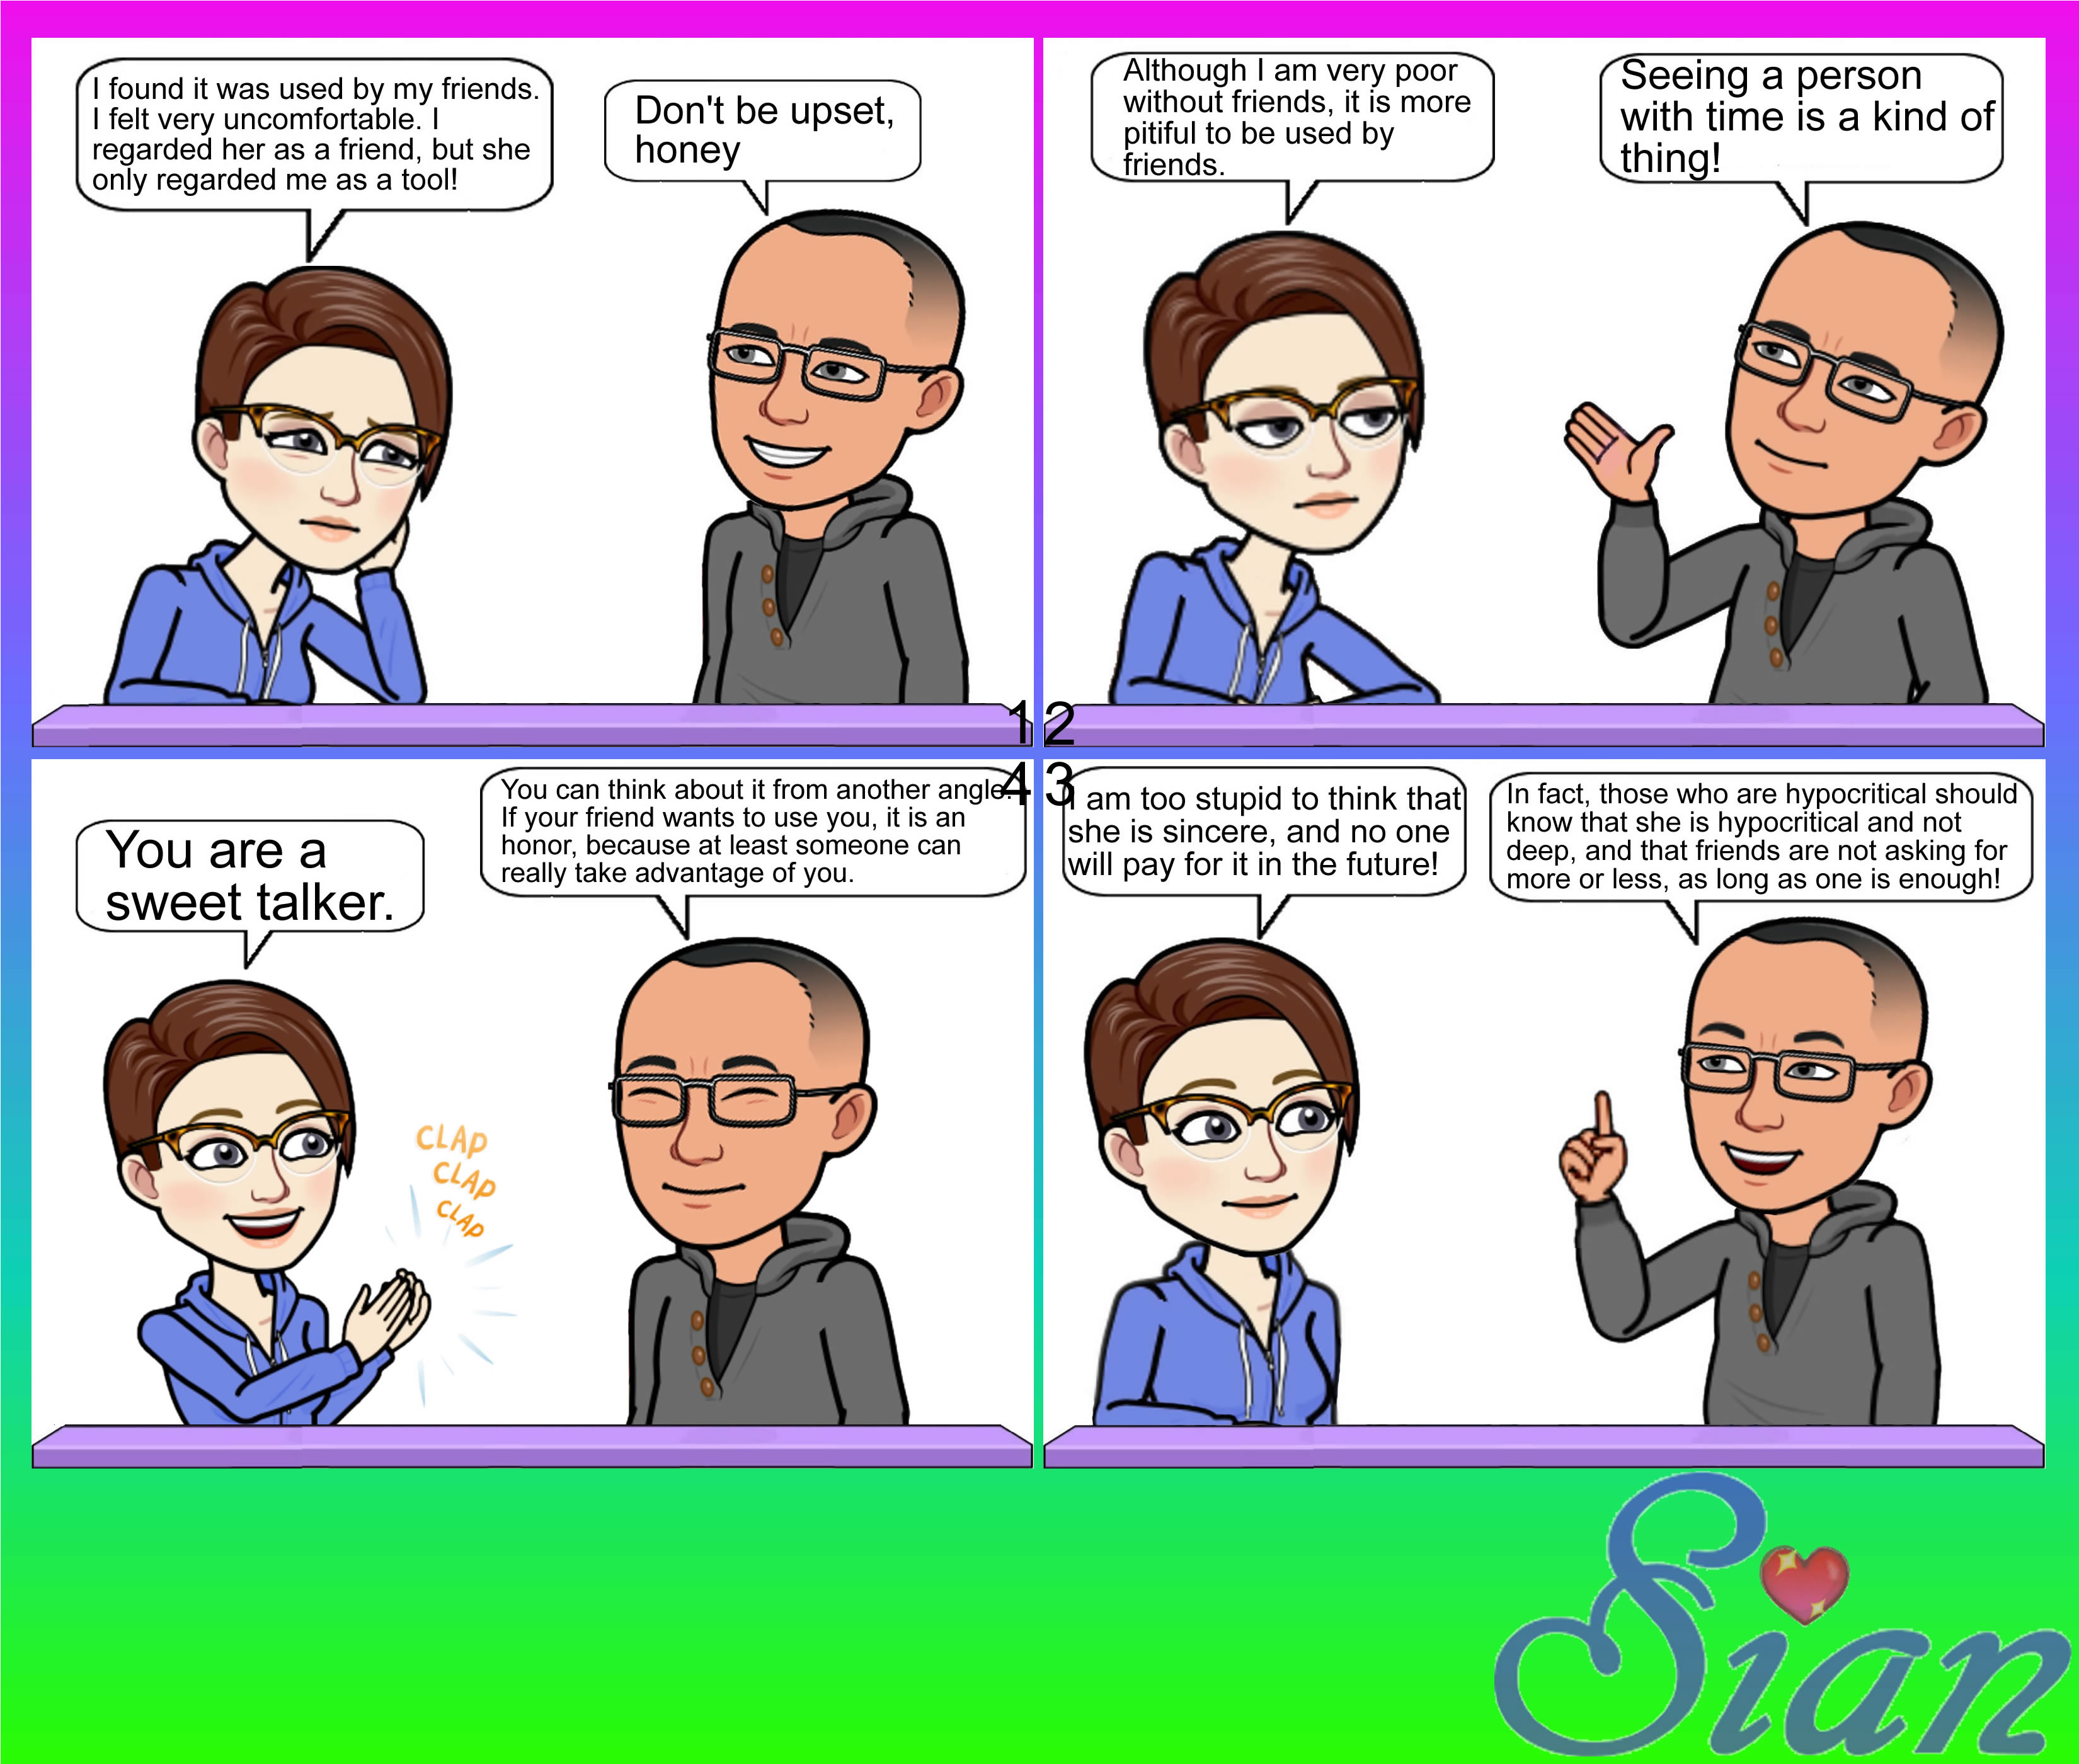 I found it was used by my friends.
I felt very uncomfortable. I
regarded her as a friend, but she
only regarded me as a tool!
Don't be upset,
honey
1
Although I am very poor
without friends, it is more
pitiful to be used by
friends.
Seeing a person
with time is a kind of
thing!
2
3
I am too stupid to think that
she is sincere, and no one
will pay for it in the future!
In fact, those who are hypocritical should
know that she is hypocritical and not
deep, and that friends are not asking for
more or less, as long as one is enough!
4
You can think about it from another angle.
If your friend wants to use you, it is an
honor, because at least someone can
really take advantage of you.
You are a
sweet talker.
CLAP
CLAP
CLAP
Sian